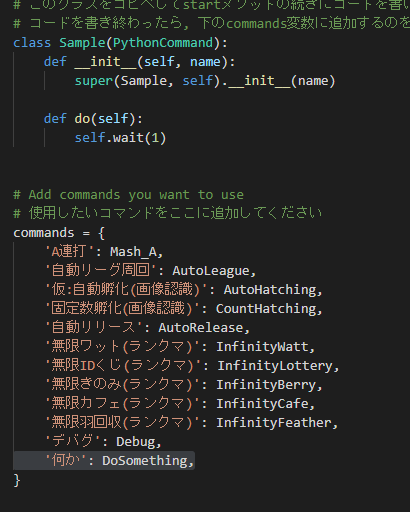 # このクラスをコピペしてstartメソッドの続きにコードを書い
# コードを書き終わったら, 下のcommands変数に追加するのを
class Sample(PythonCommand):
def __init__(self, name):
super(Sample, self).__init__(name)
def do(self):
self.wait(1)
# Add commands you want to use
# 使用したいコマンドをここに追加してください
commands = {
'A連打': Mash_A,
'自動リーグ周回': AutoLeague,
'仮:自動孵化(画像認識)': AutoHatching,
'固定数孵化(画像認識)': CountHatching,
'自動リリース': AutoRelease,
'無限ワット(ランクマ)': InfinityWatt,
'無限IDくじ(ランクマ)': InfinityLottery,
'無限きのみ(ランクマ)': InfinityBerry,
'無限カフェ(ランクマ)': InfinityCafe,
'無限羽回収(ランクマ)': InfinityFeather,
'デバグ': Debug,
'何か': DoSomething,
}